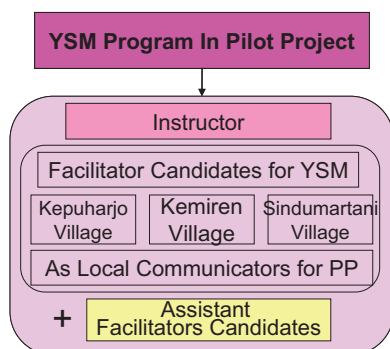 YSM Program In Pilot Project
Instructor
Facilitator Candidates for YSM
Kepuharjo Kemiren Sindumartani
Village Village Village
As Local Communicators for PP
+ Assistant
Facilitators Candidates